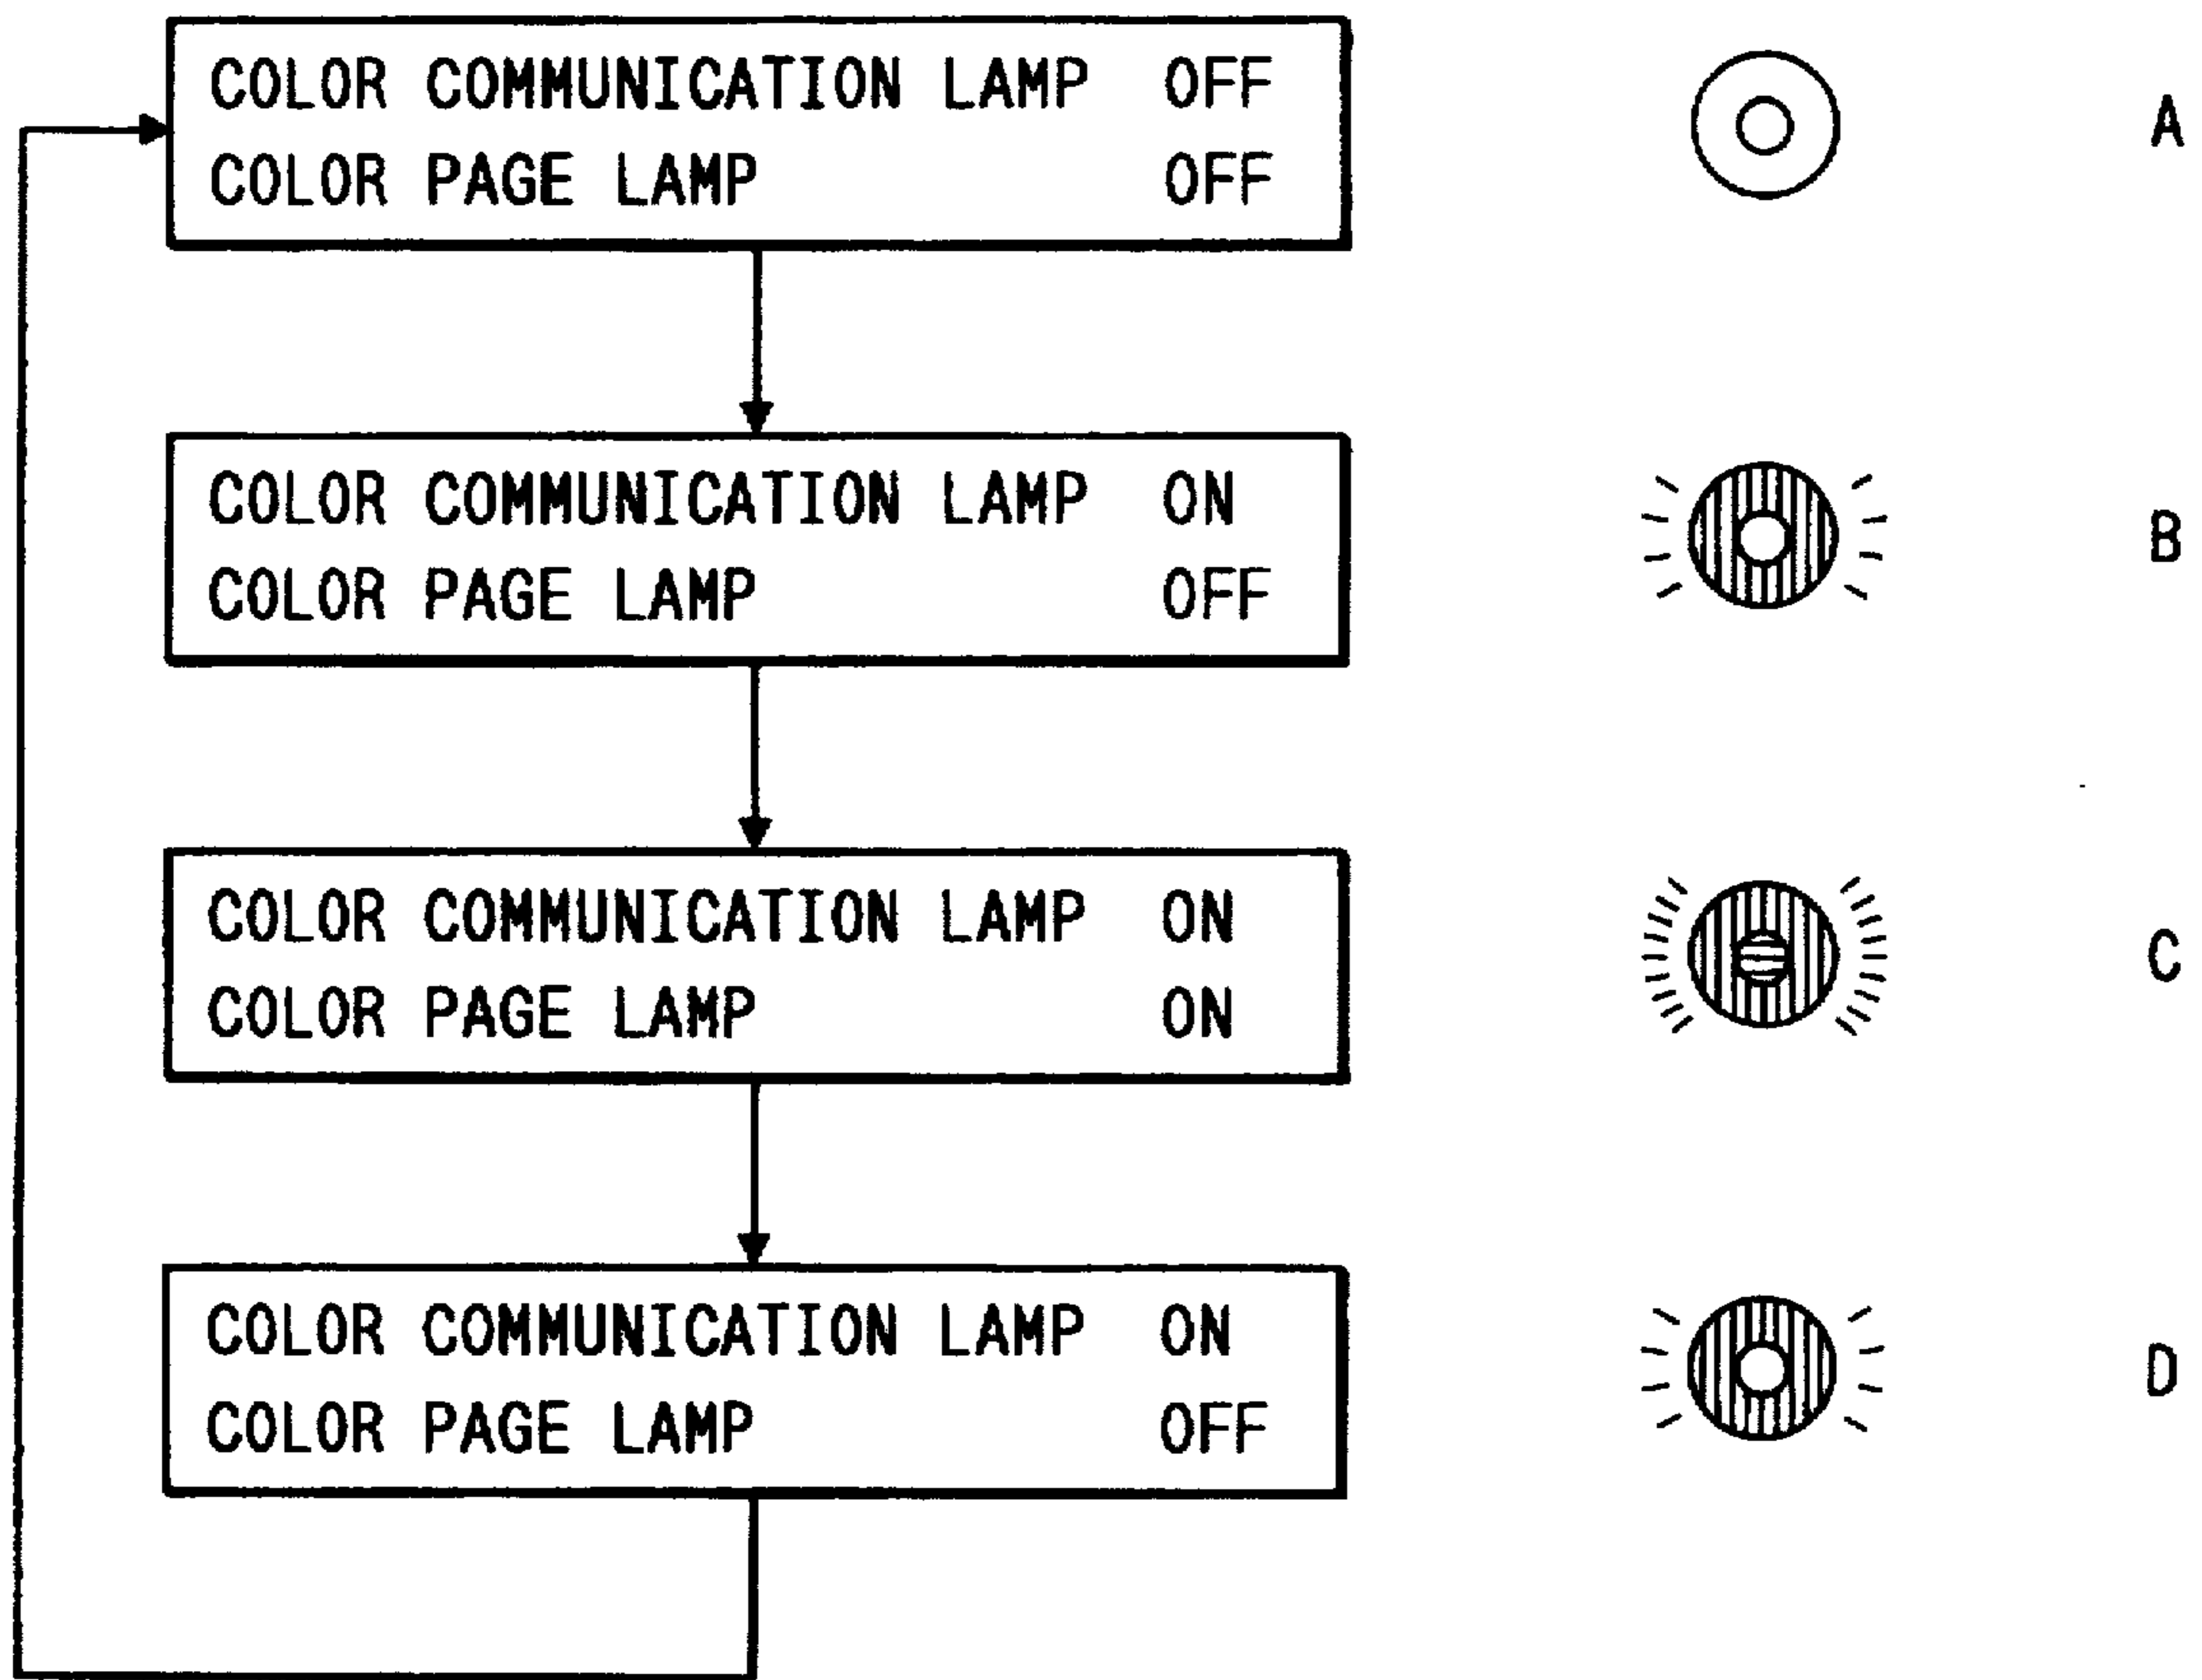 COLOR COMMUNICATION LAMP OFF
COLOR PAGE LAMP OFF
A
COLOR COMMUNICATION LAMP ON
COLOR PAGE LAMP OFF
B
COLOR COMMUNICATION LAMP ON
COLOR PAGE LAMP ON
C
COLOR COMMUNICATION LAMP ON
COLOR PAGE LAMP OFF
D